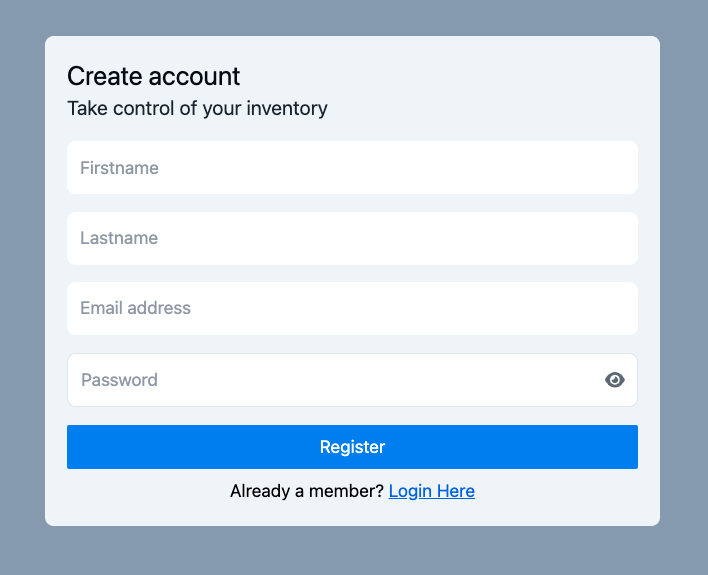 Create account
Take control of your inventory
Firstname
Lastname
Email address
Password
Register
Already a member? Login Here